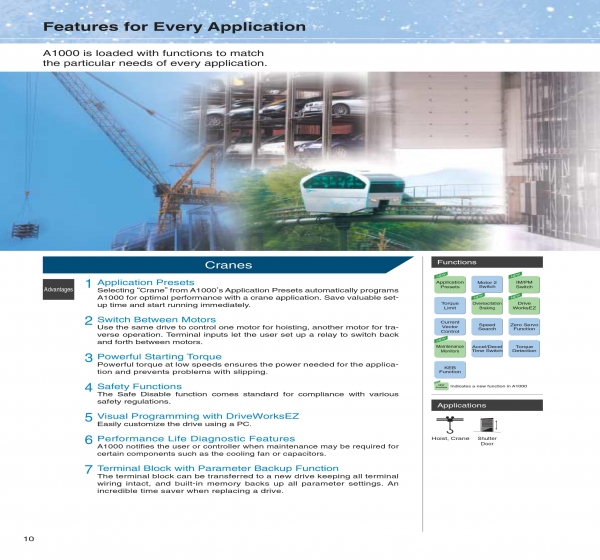 Features for Every Application
A1000 is loaded with functions to match
the particular needs of every application.
Cranes
Advantages
1 Application Presets
Selecting "Crane" from A1000's Application Presets automatically programs
A1000 for optimal performance with a crane application. Save valuable set-
up time and start running immediately.
2 Switch Between Motors
Use the same drive to control one motor for hoisting, another motor for tra-
verse operation. Terminal inputs let the user set up a relay to switch back
and forth between motors.
3 Powerful Starting Torque
Powerful torque at low speeds ensures the power needed for the applica-
tion and prevents problems with slipping.
4 Safety Functions
The Safe Disable function comes standard for compliance with various
safety regulations.
5 Visual Programming with DriveWorksEZ
Easily customize the drive using a PC.
6 Performance Life Diagnostic Features
A1000 notifies the user or controller when maintenance may be required for
certain components such as the cooling fan or capacitors.
7 Terminal Block with Parameter Backup Function
The terminal block can be transferred to a new drive keeping all terminal
wiring intact, and built-in memory backs up all parameter settings. An
incredible time saver when replacing a drive.
Functions
Application
Presets
Motor 2
Switch
IM/PM
Switch
Torque
Limit
Overexcitation
Braking
Drive
WorksEZ
Current
Vector
Control
Speed
Search
Zero Servo
Function
Maintenance
Monitors
Accel/Decel
Time Switch
Torque
Detection
KEB
Function
Indicates a new function in A1000
Applications
Hoist, Crane
Shutter
Door
10